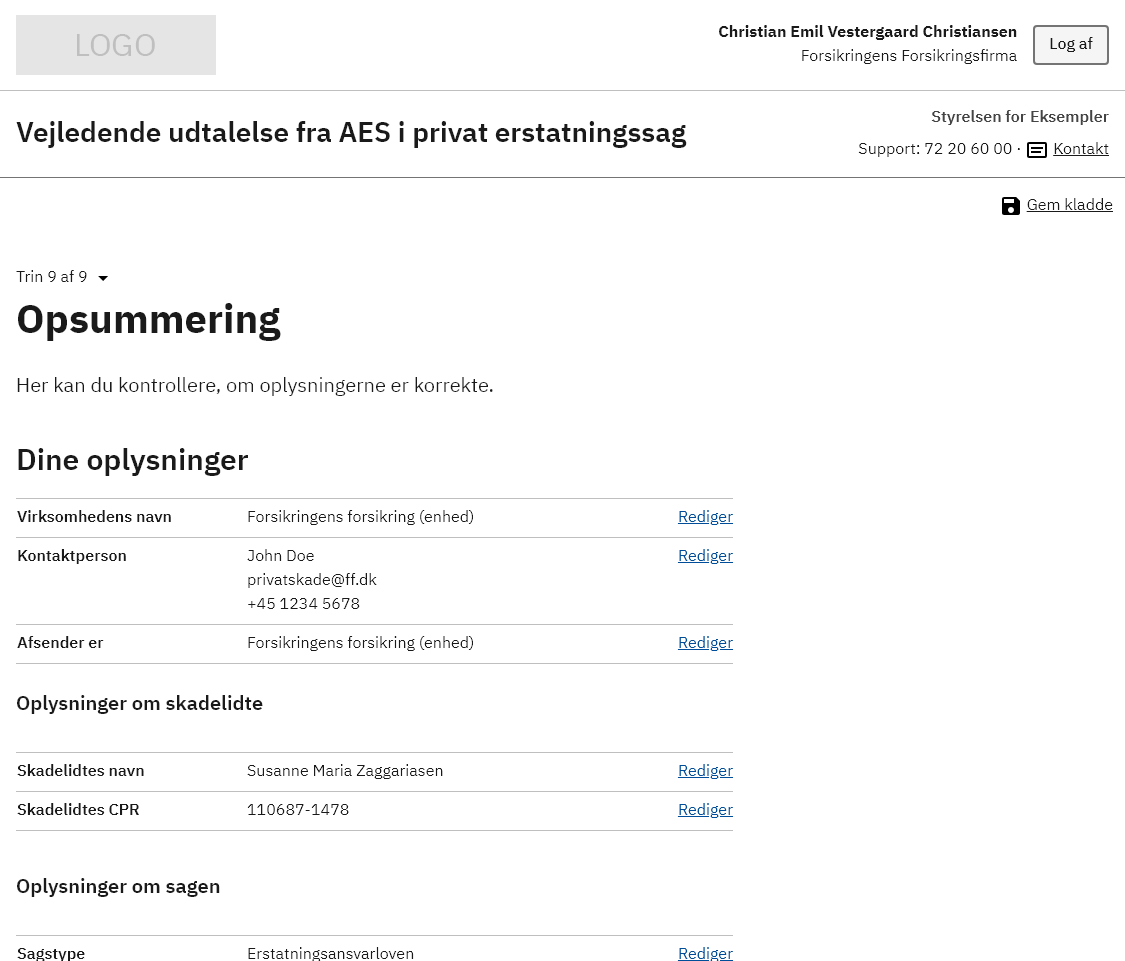 LOGO
Christian Emil Vestergaard Christiansen
Forsikringens Forsikringsfirma
Log af
Vejledende udtalelse fra AES i privat erstatningssag
Styrelsen for Eksempler
Support: 72 20 60 00 · Kontakt
Gem kladde
Trin 9 af 9
Opsummering
Her kan du kontrollere, om oplysningerne er korrekte.
Dine oplysninger
Virksomhedens navn Forsikringens forsikring (enhed) Rediger
Kontaktperson John Doe Rediger
privatskade@ff.dk
+45 1234 5678
Afsender er Forsikringens forsikring (enhed) Rediger
Oplysninger om skadelidte
Skadelidtes navn Susanne Maria Zaggariasen Rediger
Skadelidtes CPR 110687-1478 Rediger
Oplysninger om sagen
Sagstype Erstatningsansvarloven Rediger